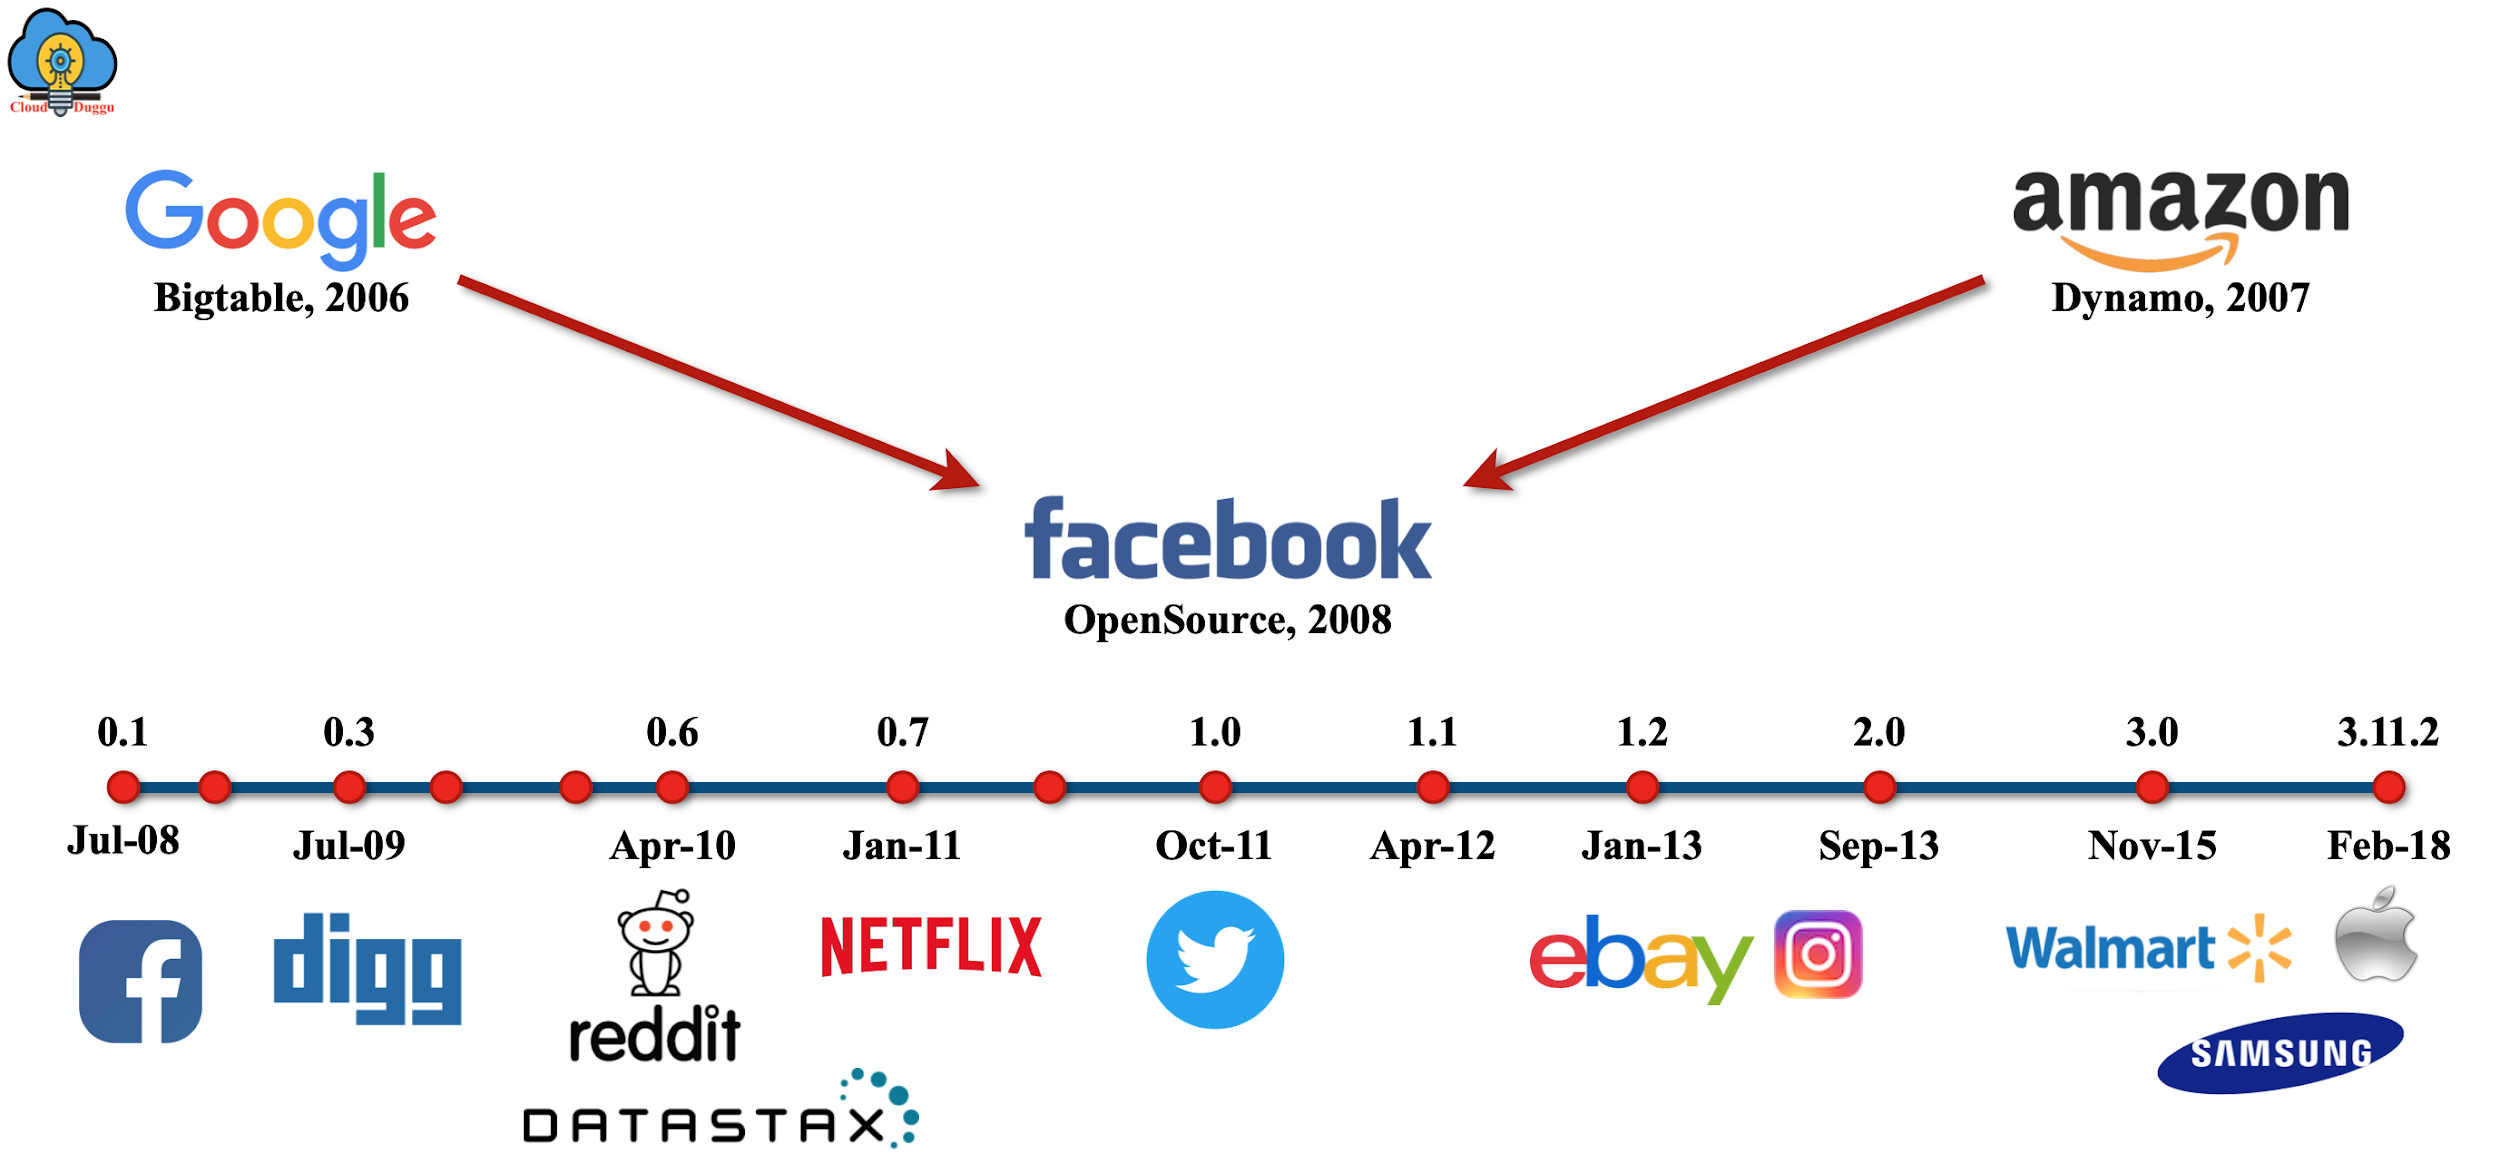 Cloud Duggu
Google
Bigtable, 2006
amazon
Dynamo, 2007
facebook
OpenSource, 2008
0.1 0.3 0.6 0.7 1.0 1.1 1.2 2.0 3.0 3.11.2
Jul-08 Jul-09 Apr-10 Jan-11 Oct-11 Apr-12 Jan-13 Sep-13 Nov-15 Feb-18
f
digg
reddit
DATASTAX
NETFLIX
ebay
Walmart
SAMSUNG